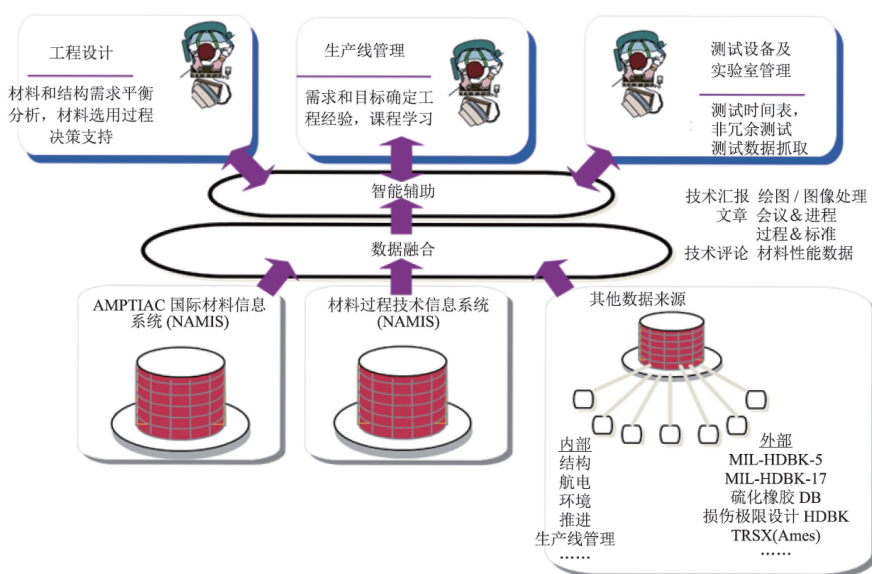 工程设计
材料和结构需求平衡
分析，材料选用过程
决策支持
生产线管理
需求和目标确定工
程经验，课程学习
测试设备及
实验室管理
测试时间表，
非冗余测试
测试数据抓取
智能辅助
数据融合
技术汇报 绘图 / 图像处理
文章 会议＆进程
过程＆标准
技术评论 材料性能数据
AMPTIAC 国际材料信息
系统 (NAMIS)
材料过程技术信息系统
(NAMIS)
其他数据来源
内部
结构
航电
环境
推进
生产线管理
……
外部
MIL-HDBK-5
MIL-HDBK-17
硫化橡胶 DB
损伤极限设计 HDBK
TRSX(Ames)
……